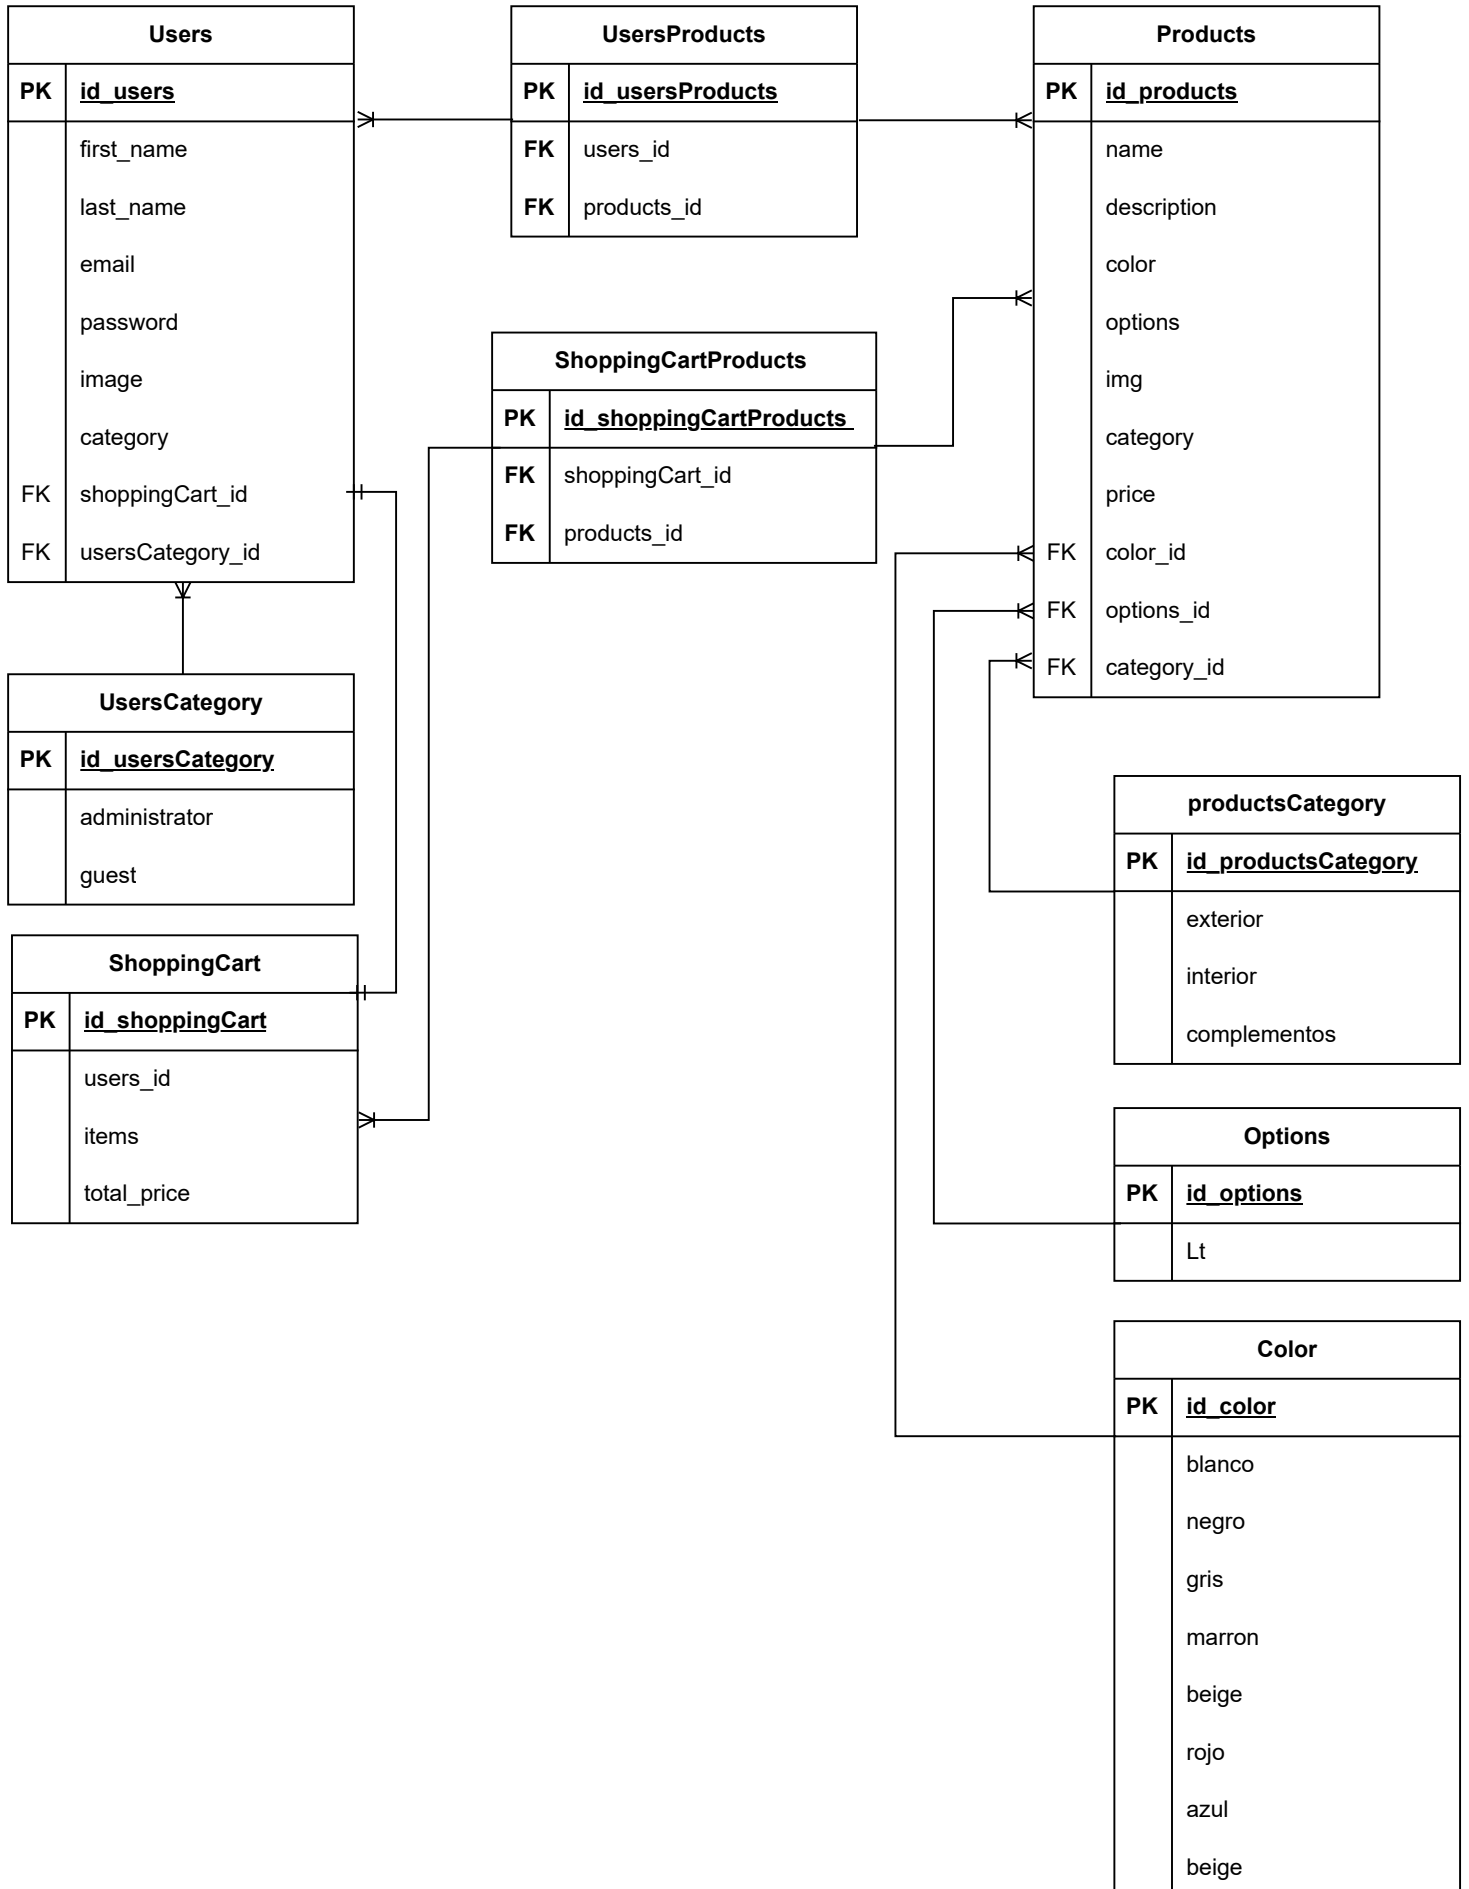 Users
PK id_users
first_name
last_name
email
password
image
category
FK shoppingCart_id
FK usersCategory_id
UsersProducts
PK id_usersProducts
FK users_id
FK products_id
Products
PK id_products
name
description
color
options
img
category
price
FK color_id
FK options_id
FK category_id
ShoppingCartProducts
PK id_shoppingCartProducts
FK shoppingCart_id
FK products_id
UsersCategory
PK id_usersCategory
administrator
guest
ShoppingCart
PK id_shoppingCart
users_id
items
total_price
productsCategory
PK id_productsCategory
exterior
interior
complementos
Options
PK id_options
Lt
Color
PK id_color
blanco
negro
gris
marron
beige
rojo
azul
beige